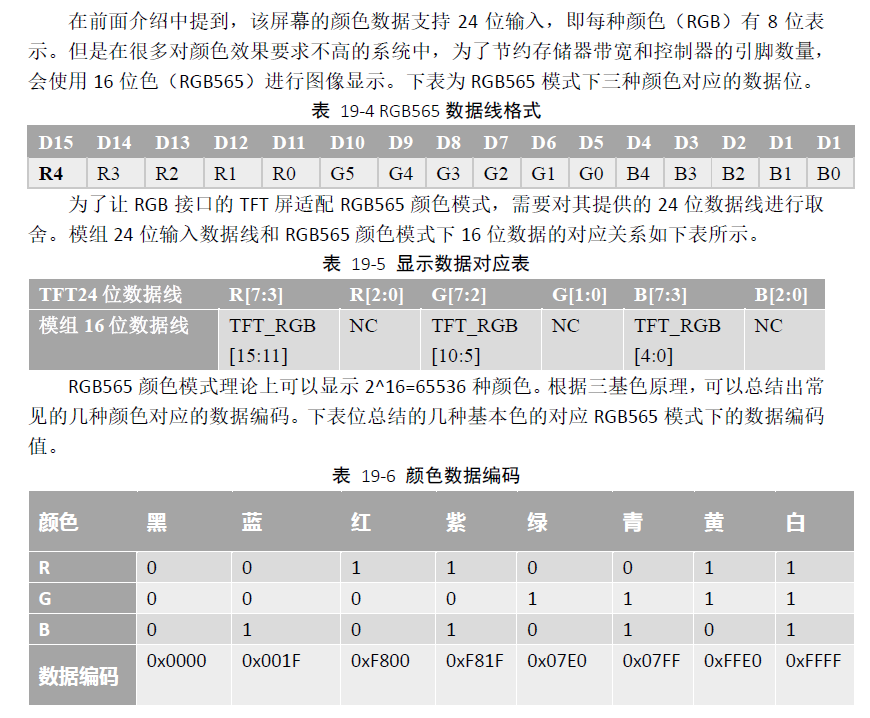 在前面介绍中提到，该屏幕的颜色数据支持 24 位输入，即每种颜色（RGB）有 8 位表
示。但是在很多对颜色效果要求不高的系统中，为了节约存储器带宽和控制器的引脚数量，
会使用 16 位色（RGB565）进行图像显示。下表为 RGB565 模式下三种颜色对应的数据位。
表 19-4 RGB565 数据线格式
D15 D14 D13 D12 D11 D10 D9 D8 D7 D6 D5 D4 D3 D2 D1 D1
R4 R3 R2 R1 R0 G5 G4 G3 G2 G1 G0 B4 B3 B2 B1 B0
为了让 RGB 接口的 TFT 屏适配 RGB565 颜色模式，需要对其提供的 24 位数据线进行取
舍。模组 24 位输入数据线和 RGB565 颜色模式下 16 位数据的对应关系如下表所示。
表 19-5 显示数据对应表
TFT24 位数据线 R[7:3] R[2:0] G[7:2] G[1:0] B[7:3] B[2:0]
模组 16 位数据线 TFT_RGB NC TFT_RGB NC TFT_RGB NC
[15:11] [10:5] [4:0]
RGB565 颜色模式理论上可以显示 2^16=65536 种颜色。根据三基色原理，可以总结出常
见的几种颜色对应的数据编码。下表位总结的几种基本色的对应 RGB565 模式下的数据编码
值。
表 19-6 颜色数据编码
颜色 黑 蓝 红 紫 绿 青 黄 白
R 0 0 1 1 0 0 1 1
G 0 0 0 0 1 1 1 1
B 0 1 0 1 0 1 0 1
数据编码 0x0000 0x001F 0xF800 0xF81F 0x07E0 0x07FF 0xFFE0 0xFFFF